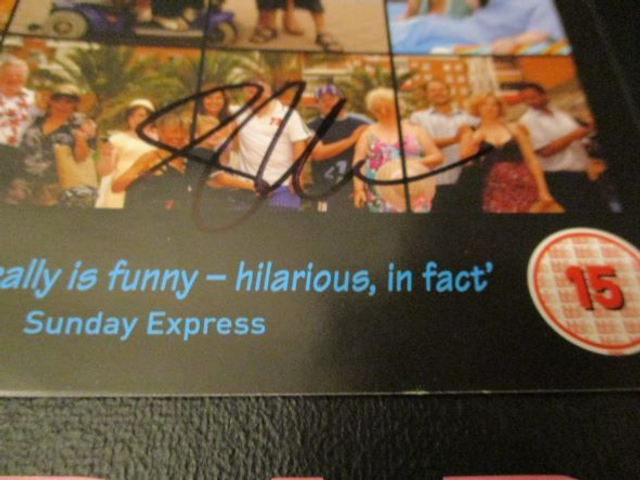 ally is funny – hilarious, in fact'
Sunday Express
15